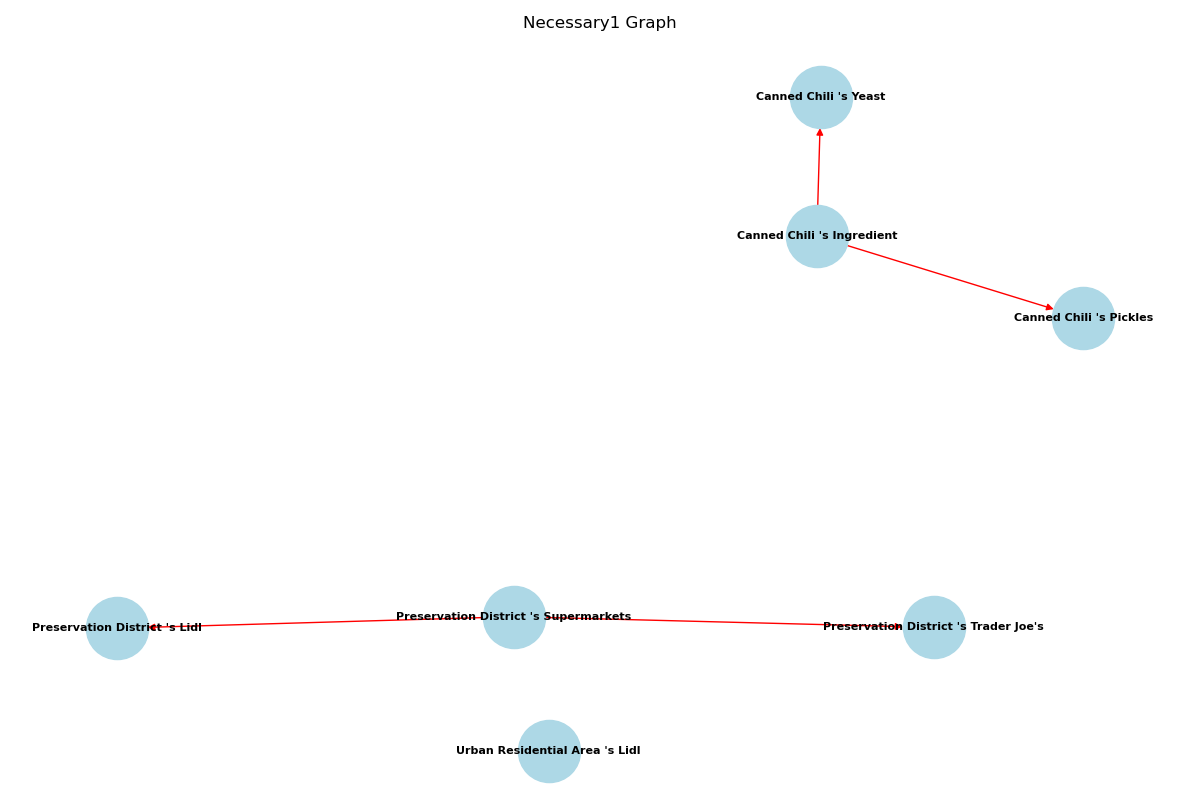 Necessary1 Graph
Canned Chili 's Yeast
Canned Chili 's Ingredient
Canned Chili 's Pickles
Preservation District 's Supermarkets
Preservation District 's Lidl
Preservation District 's Trader Joe's
Urban Residential Area 's Lidl